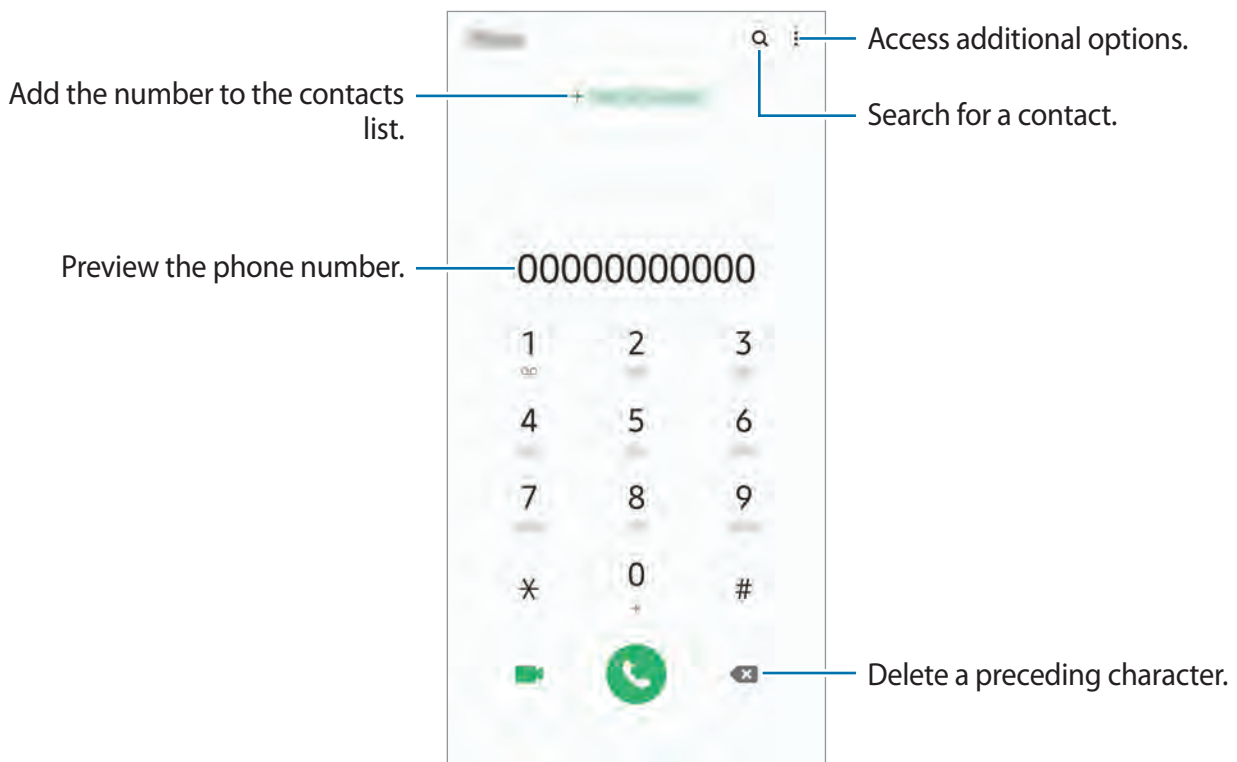 Access additional options.
Add the number to the contacts
list.
Search for a contact.
Preview the phone number.
00000000000
1 2 3
4 5 6
7 8 9
* 0 #
+
Delete a preceding character.